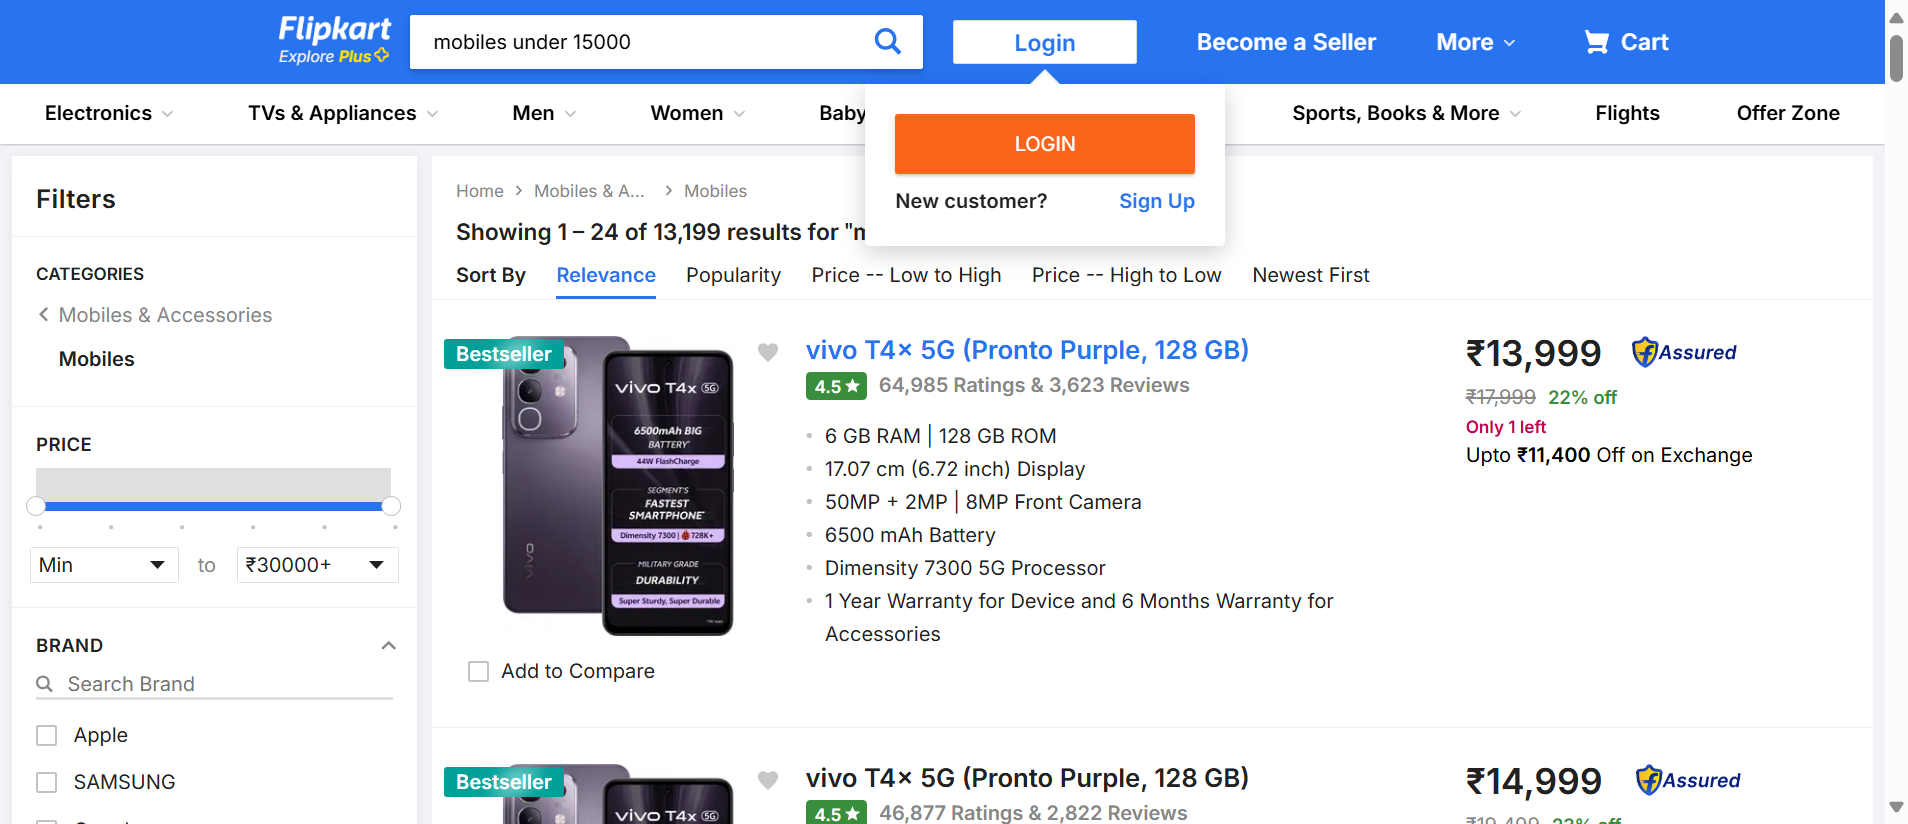 Flipkart
Explore Plus
mobiles under 15000
Login
Become a Seller
More
Cart
Electronics
TVs & Appliances
Men
Women
Baby
Sports, Books & More
Flights
Offer Zone
LOGIN
New customer?
Sign Up
Filters
CATEGORIES
Mobiles & Accessories
Mobiles
PRICE
Min
to
₹30000+
BRAND
Search Brand
Apple
SAMSUNG
Home
Mobiles & A...
Mobiles
Showing 1 – 24 of 13,199 results for "m
Sort By
Relevance
Popularity
Price -- Low to High
Price -- High to Low
Newest First
Bestseller
vivo
vivo T4x 5G
6500mAh BIG
BATTERY*
44W FlashCharge
SEGMENT'S
FASTEST
SMARTPHONE*
Dimensity 7300 | 728K+
MILITARY GRADE
DURABILITY
Super Sturdy, Super Durable
Add to Compare
vivo T4x 5G (Pronto Purple, 128 GB)
4.5★
64,985 Ratings & 3,623 Reviews
6 GB RAM | 128 GB ROM
17.07 cm (6.72 inch) Display
50MP + 2MP | 8MP Front Camera
6500 mAh Battery
Dimensity 7300 5G Processor
1 Year Warranty for Device and 6 Months Warranty for
Accessories
₹13,999
Assured
₹17,999 22% off
Only 1 left
Upto ₹11,400 Off on Exchange
Bestseller
vivo T4x 5G
vivo T4x 5G (Pronto Purple, 128 GB)
4.5★
46,877 Ratings & 2,822 Reviews
₹14,999
Assured
₹19,499 23% off